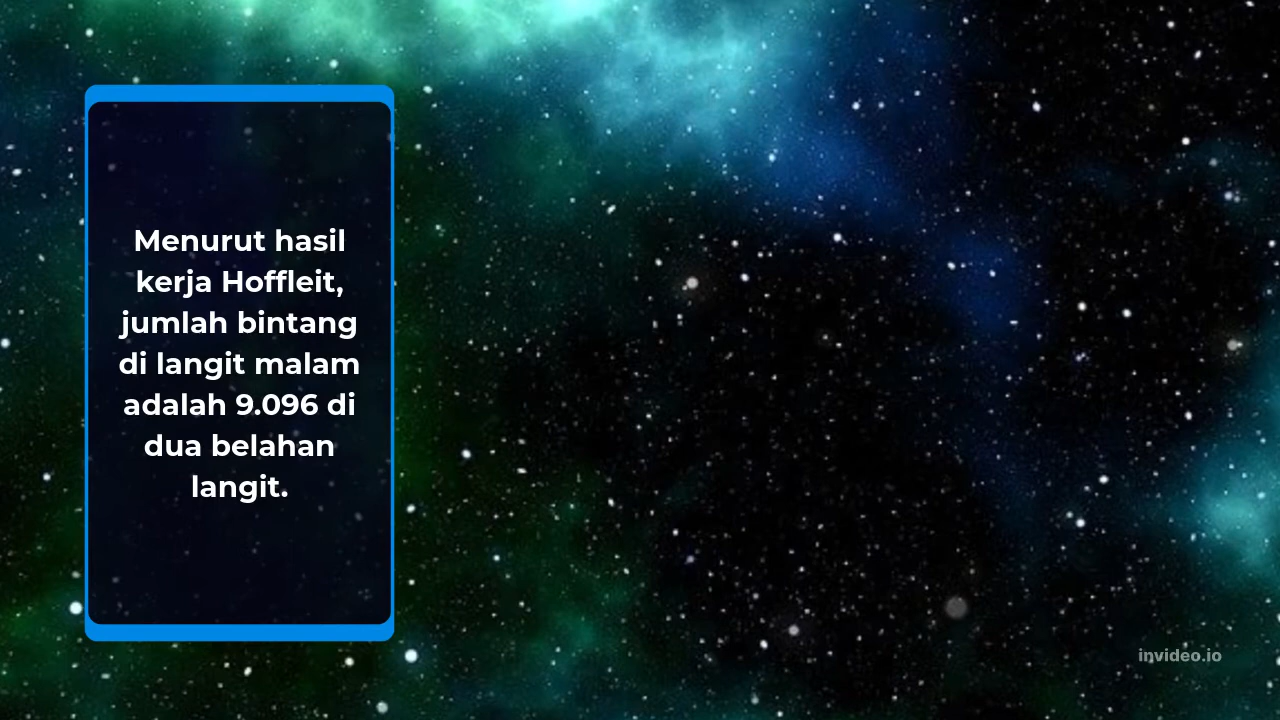 Menurut hasil
kerja Hoffleit,
jumlah bintang
di langit malam
adalah 9.096 di
dua belahan
langit.
invideo.io